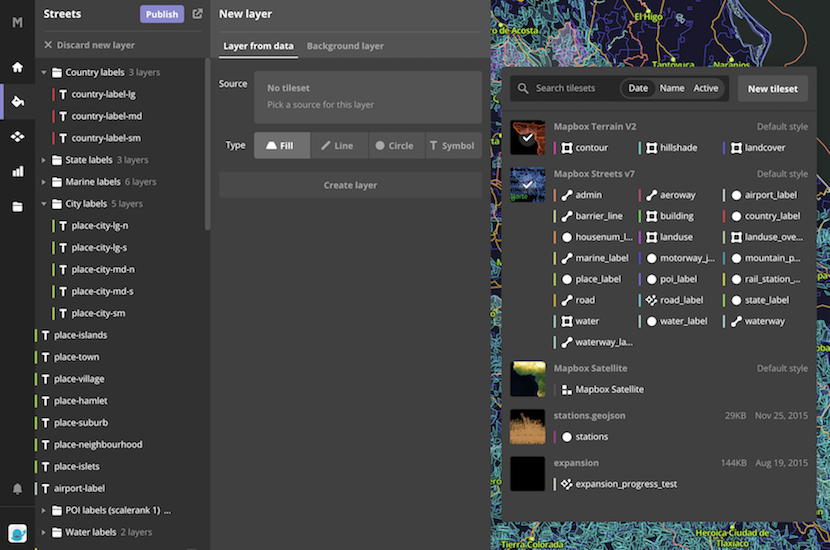 M
Streets
Publish
Discard new layer
Country labels 3 layers
country-label-lg
country-label-md
country-label-sm
State labels 3 layers
Marine labels 6 layers
City labels 5 layers
place-city-lg-n
place-city-lg-s
place-city-md-n
place-city-md-s
place-city-sm
place-islands
place-town
place-village
place-hamlet
place-suburb
place-neighbourhood
place-islets
airport-label
POI labels (scalerank 1) ...
Water labels 2 layers
New layer
Layer from data Background layer
Source
No tileset
Pick a source for this layer
Type Fill Line Circle Symbol
Create layer
El Higo
o de Acosta
Tantoyuca Naranjos
Search tilesets Date Name Active New tileset
Mapbox Terrain V2 Default style
contour hillshade landcover
Mapbox Streets v7 Default style
admin aeroway airport_label
barrier_line building country_label
housenum_l... landuse landuse_ove...
marine_label motorway_j... mountain_p...
place_label poi_label rail_station_...
road road_label state_label
water water_label waterway
waterway_la...
Mapbox Satellite Default style
Mapbox Satellite
stations.geojson 29KB Nov 25, 2015
stations
expansion 144KB Aug 19, 2015
expansion_progress_test
Tierra Colorada
Heroica Ciudad de
Tlaxiaco